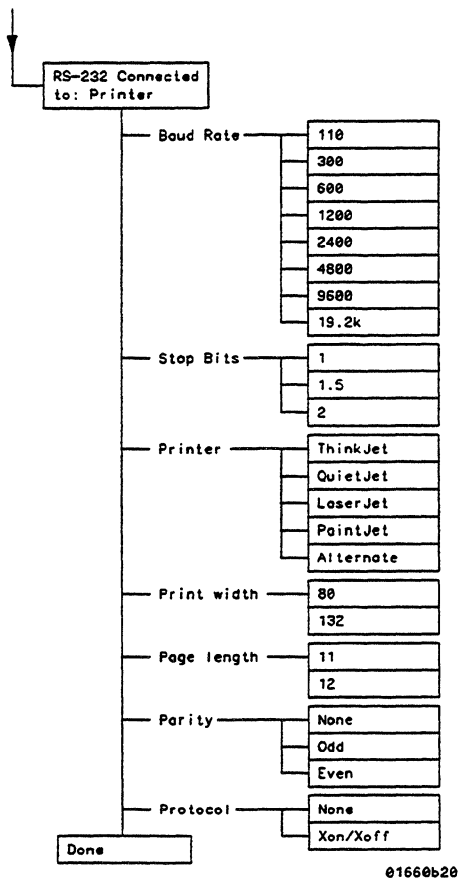 RS-232 Connected
to: Printer
Baud Rate
110
300
600
1200
2400
4800
9600
19.2k
Stop Bits
1
1.5
2
Printer
ThinkJet
QuietJet
LaserJet
PaintJet
Alternate
Print width
80
132
Page length
11
12
Parity
None
Odd
Even
Protocol
None
Xon/Xoff
Done
01660b20